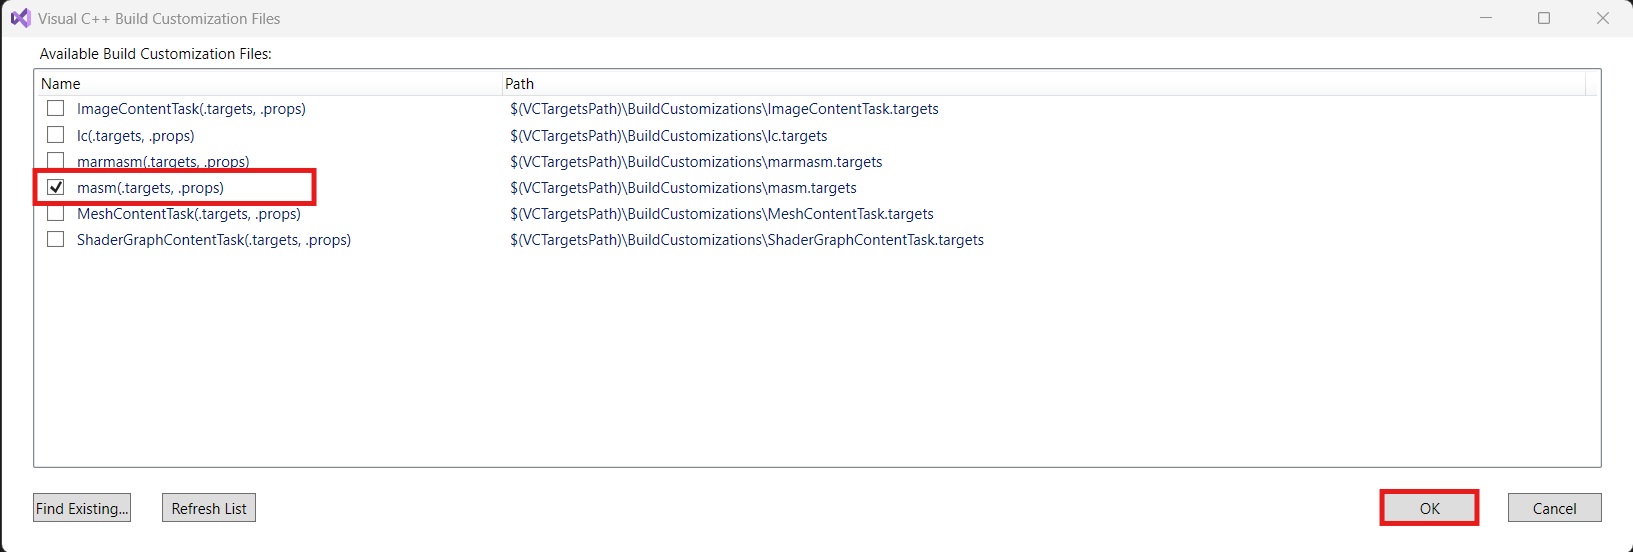 Visual C++ Build Customization Files
Available Build Customization Files:
Name Path
ImageContentTask(.targets, .props) $(VCTargetsPath)\BuildCustomizations\ImageContentTask.targets
lc(.targets, .props) $(VCTargetsPath)\BuildCustomizations\lc.targets
marmasm(.targets, .props) $(VCTargetsPath)\BuildCustomizations\marmasm.targets
masm(.targets, .props) $(VCTargetsPath)\BuildCustomizations\masm.targets
MeshContentTask(.targets, .props) $(VCTargetsPath)\BuildCustomizations\MeshContentTask.targets
ShaderGraphContentTask(.targets, .props) $(VCTargetsPath)\BuildCustomizations\ShaderGraphContentTask.targets
Find Existing... Refresh List OK Cancel